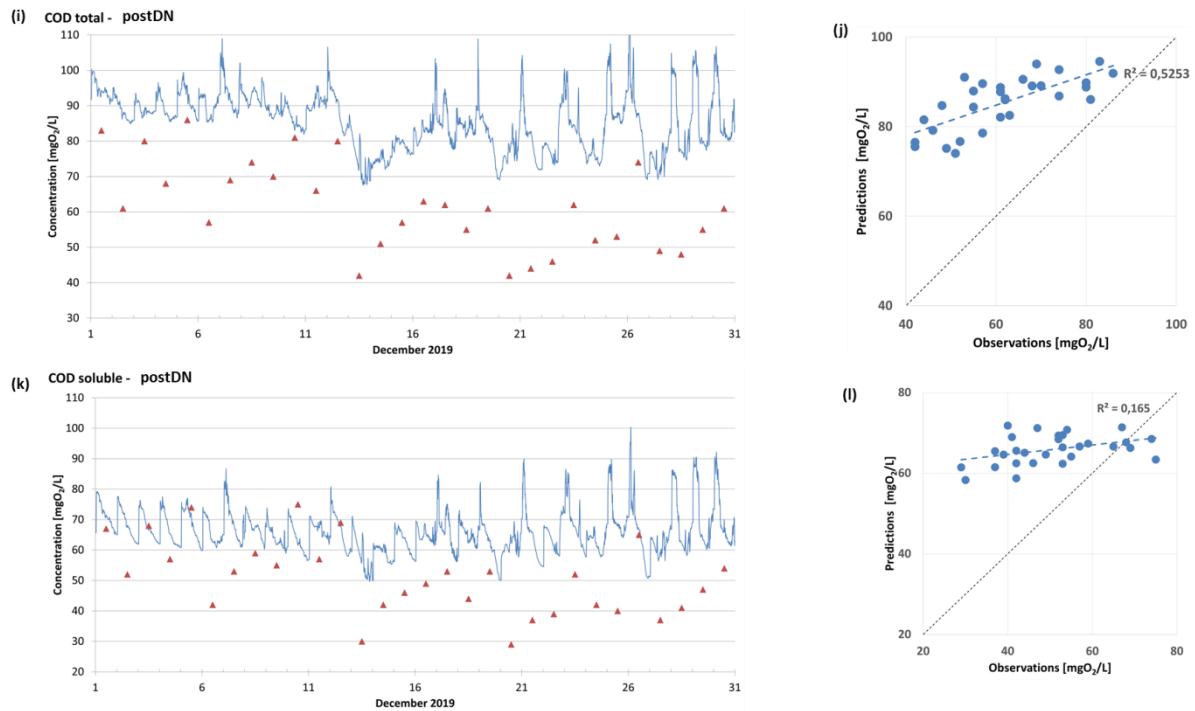 (i) COD total - postDN
110
100
90
80
70
60
50
40
30
Concentration [mgO₂/L]
1 6 11 16 21 26 31
December 2019
(j)
100
80
60
40
Predictions [mgO₂/L]
R² = 0,5253
40 60 80 100
Observations [mgO₂/L]
(k) COD soluble - postDN
110
100
90
80
70
60
50
40
30
20
Concentration [mgO₂/L]
1 6 11 16 21 26 31
December 2019
(l)
80
60
40
20
Predictions [mgO₂/L]
R² = 0,165
20 40 60 80
Observations [mgO₂/L]